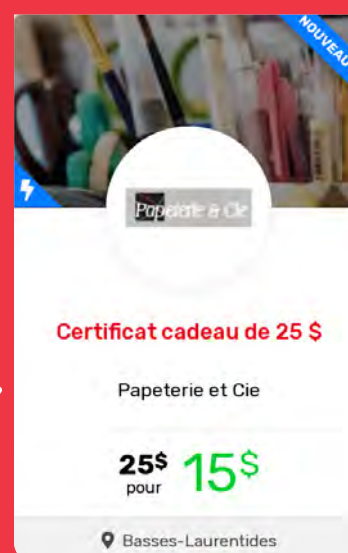 NOUVEAU
Papeterie & Cie
Certificat cadeau de 25 $
Papeterie et Cie
25$ 15$
pour
Basses-Laurentides